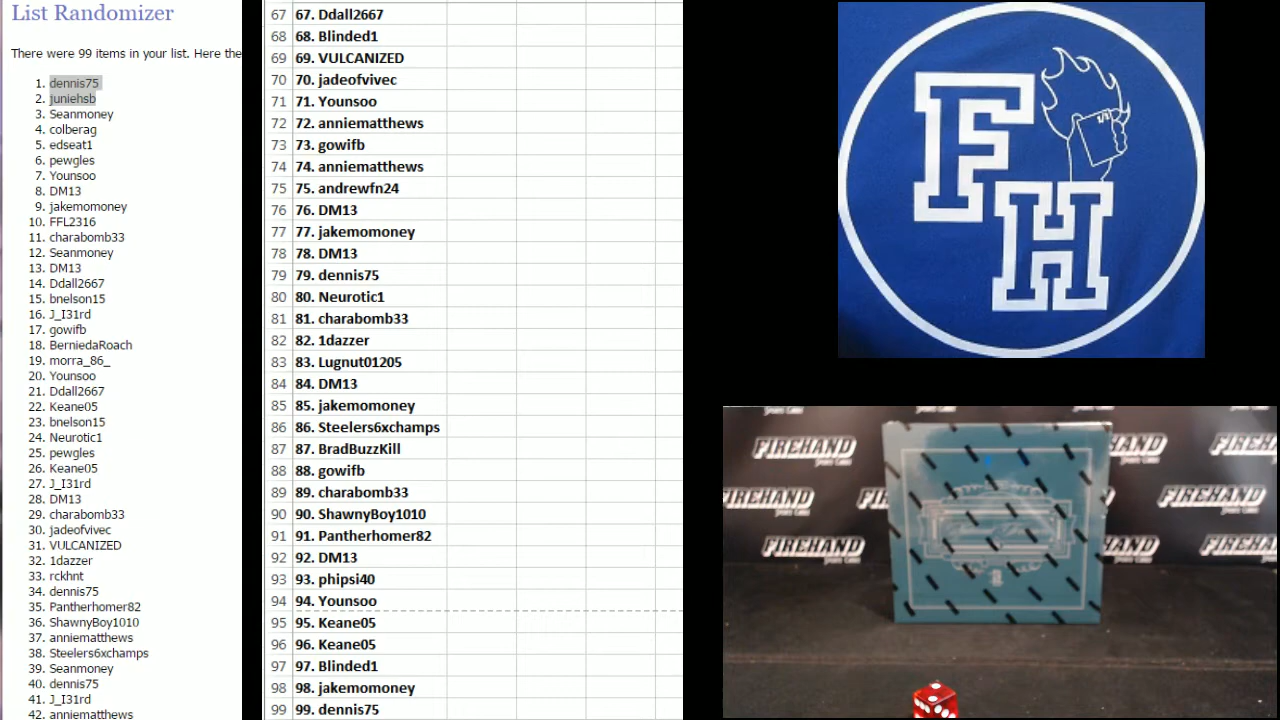 List Randomizer
There were 99 items in your list. Here the
1. dennis75
2. juniehsb
3. Seanmoney
4. colberag
5. edseat1
6. pewgles
7. Younsoo
8. DM13
9. jakemomoney
10. FFL2316
11. charabomb33
12. Seanmoney
13. DM13
14. Ddall2667
15. bnelson15
16. J_I31rd
17. gowifb
18. BerniedaRoach
19. morra_86_
20. Younsoo
21. Ddall2667
22. Keane05
23. bnelson15
24. Neurotic1
25. pewgles
26. Keane05
27. J_I31rd
28. DM13
29. charabomb33
30. jadeofvivec
31. VULCANIZED
32. 1dazzer
33. rckhnt
34. dennis75
35. Pantherhomer82
36. ShawnyBoy1010
37. anniematthews
38. Steelers6xchamps
39. Seanmoney
40. dennis75
41. J_I31rd
42. anniematthews
67 67. Ddall2667
68 68. Blinded1
69 69. VULCANIZED
70 70. jadeofvivec
71 71. Younsoo
72 72. anniematthews
73 73. gowifb
74 74. anniematthews
75 75. andrewfn24
76 76. DM13
77 77. jakemomoney
78 78. DM13
79 79. dennis75
80 80. Neurotic1
81 81. charabomb33
82 82. 1dazzer
83 83. Lugnut01205
84 84. DM13
85 85. jakemomoney
86 86. Steelers6xchamps
87 87. BradBuzzKill
88 88. gowifb
89 89. charabomb33
90 90. ShawnyBoy1010
91 91. Pantherhomer82
92 92. DM13
93 93. phipsi40
94 94. Younsoo
95 95. Keane05
96 96. Keane05
97 97. Blinded1
98 98. jakemomoney
99 99. dennis75
FH
1/1
FIREHAND
FIREHAND
FIREHAND
FIREHAND
FIREHAND
FIREHAND